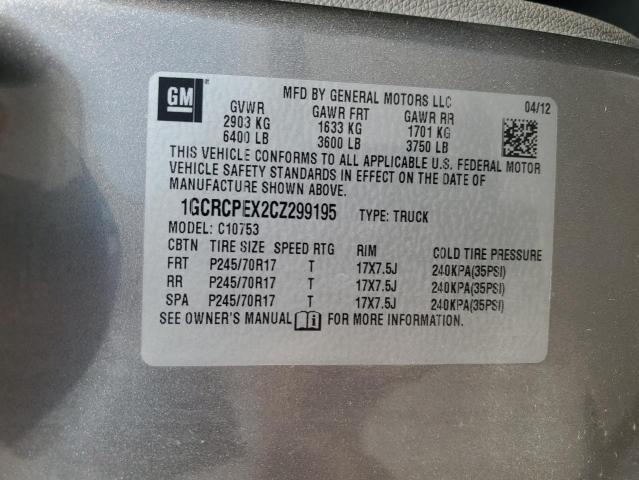 GM
MFD BY GENERAL MOTORS LLC 04/12
GVWR GAWR FRT GAWR RR
2903 KG 1633 KG 1701 KG
6400 LB 3600 LB 3750 LB
THIS VEHICLE CONFORMS TO ALL APPLICABLE U.S. FEDERAL MOTOR
VEHICLE SAFETY STANDARDS IN EFFECT ON THE DATE OF
MANUFACTURE SHOWN ABOVE.
1GCRCPEX2CZ299195 TYPE: TRUCK
MODEL: C10753
CBTN TIRE SIZE SPEED RTG RIM COLD TIRE PRESSURE
FRT P245/70R17 T 17X7.5J 240KPA(35PSI)
RR P245/70R17 T 17X7.5J 240KPA(35PSI)
SPA P245/70R17 T 17X7.5J 240KPA(35PSI)
SEE OWNER'S MANUAL i FOR MORE INFORMATION.